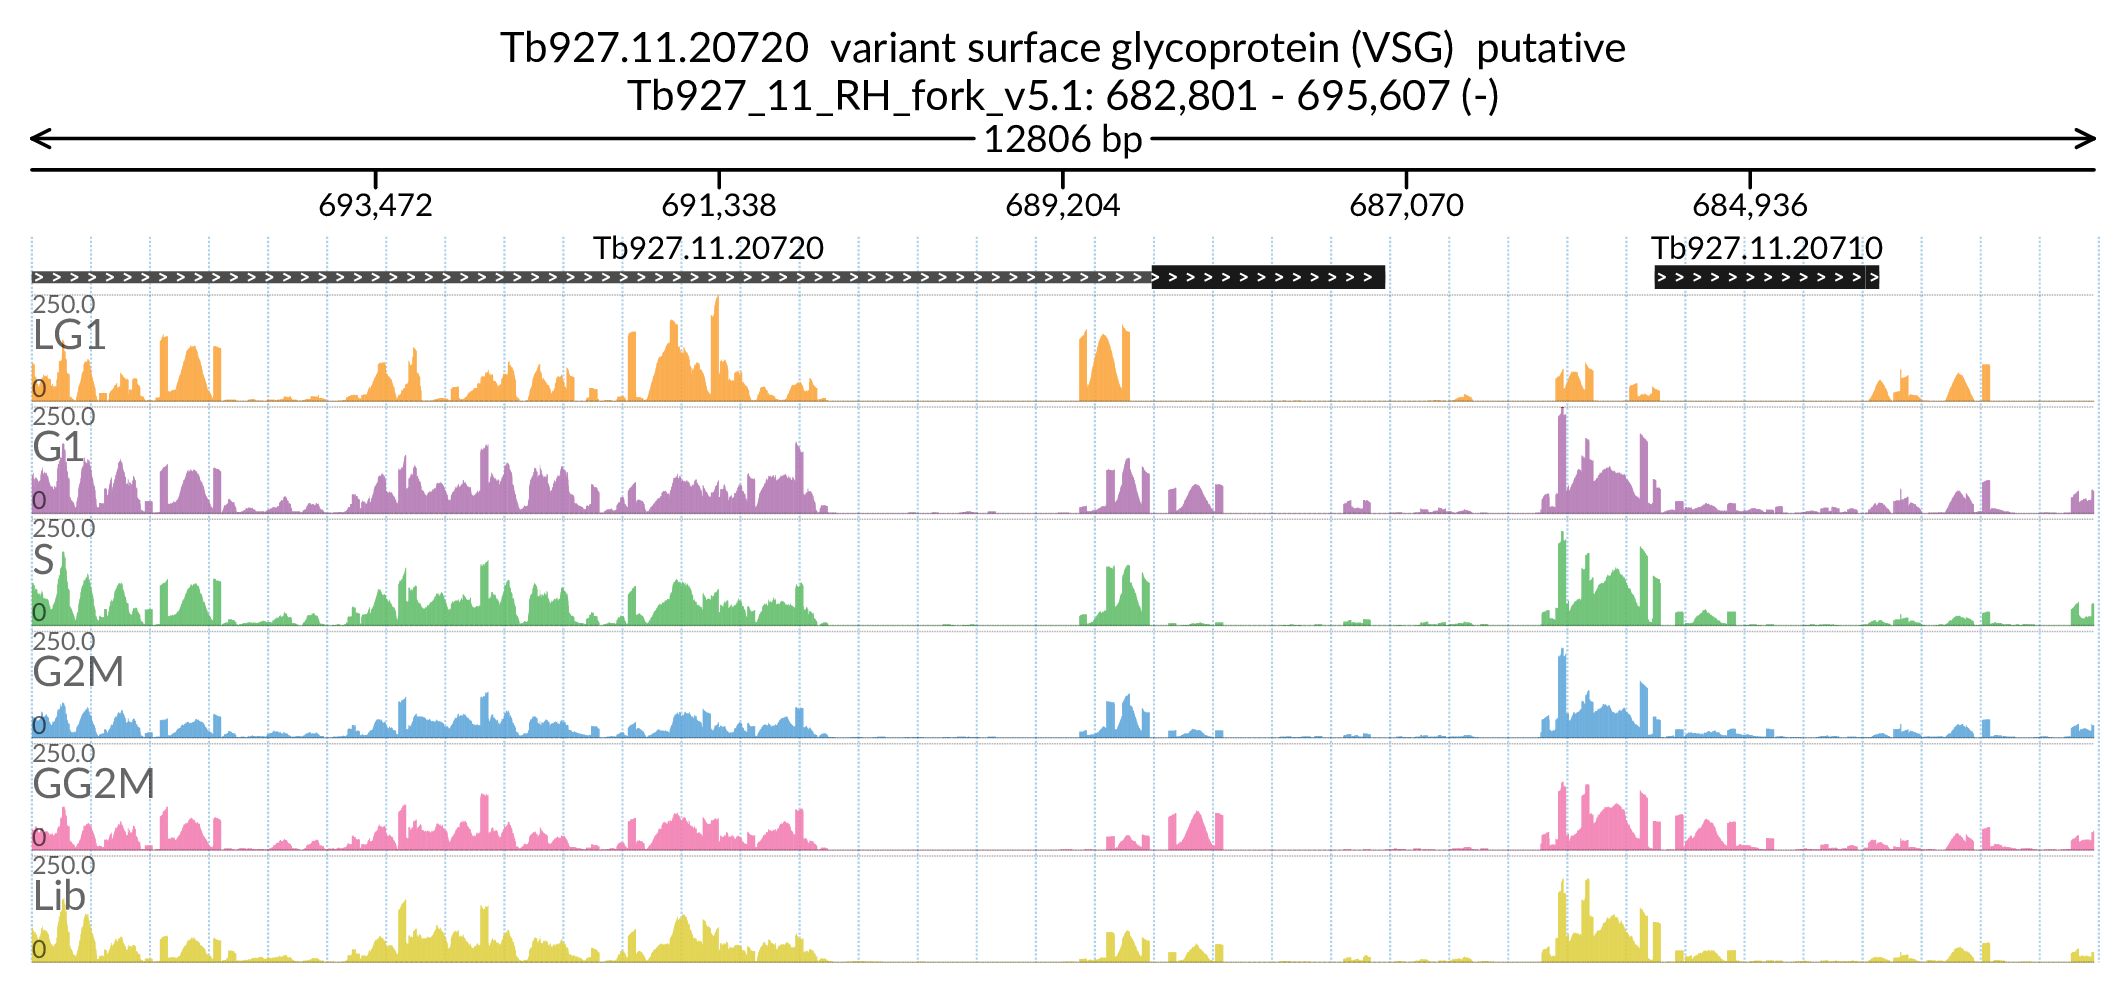 Tb927.11.20720  variant surface glycoprotein (VSG)  putative
Tb927_11_RH_fork_v5.1: 682,801 - 695,607 (-)
12806 bp
693,472 691,338 689,204 687,070 684,936
Tb927.11.20720 Tb927.11.20710
250.0
LG1
0
250.0
G1
0
250.0
S
0
250.0
G2M
0
250.0
GG2M
0
250.0
Lib
0